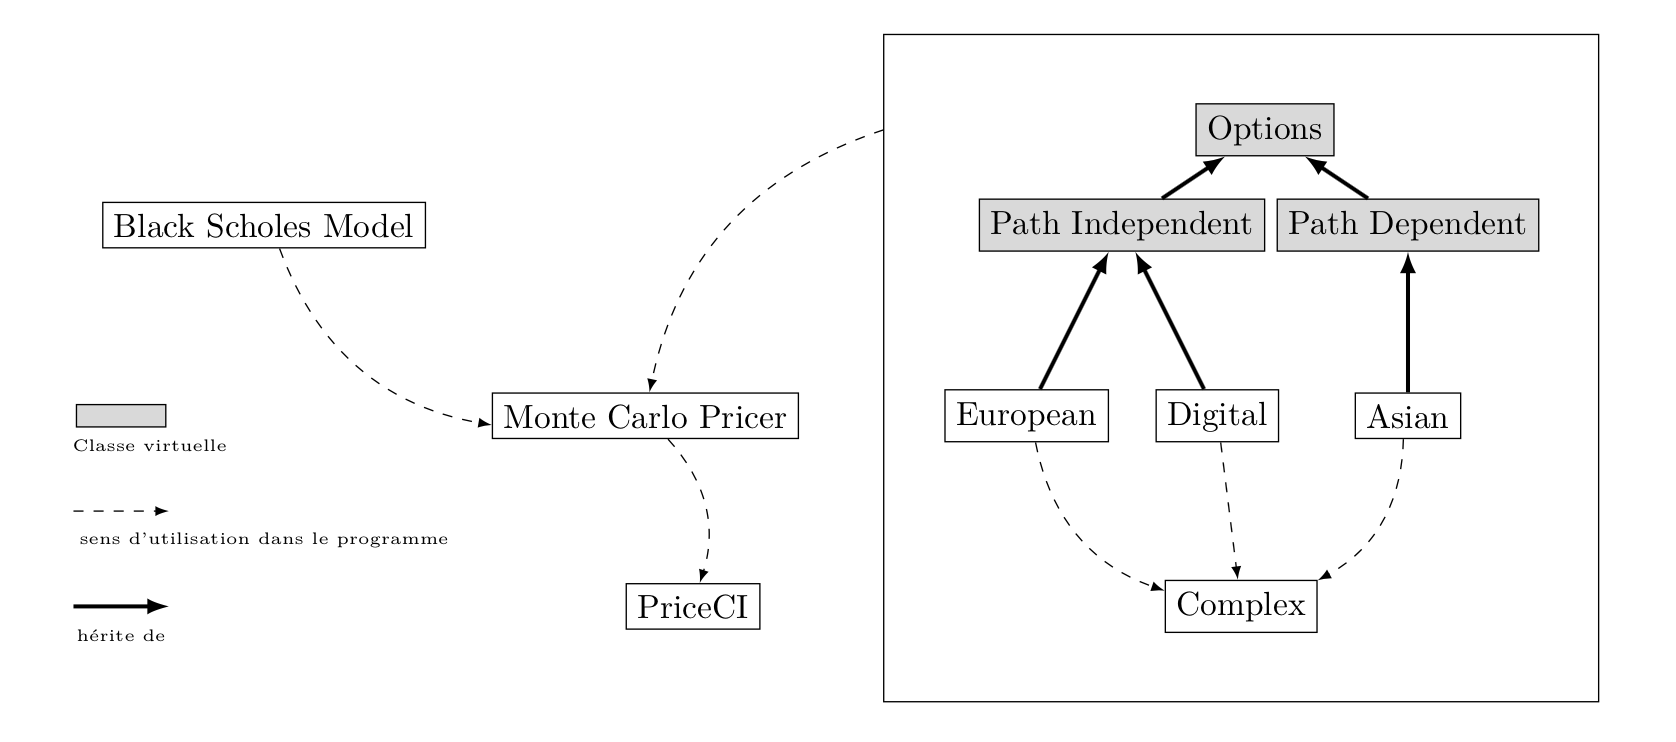 Options
Black Scholes Model
Path Independent
Path Dependent
Monte Carlo Pricer
European
Digital
Asian
Classe virtuelle
sens d'utilisation dans le programme
PriceCI
Complex
hérite de